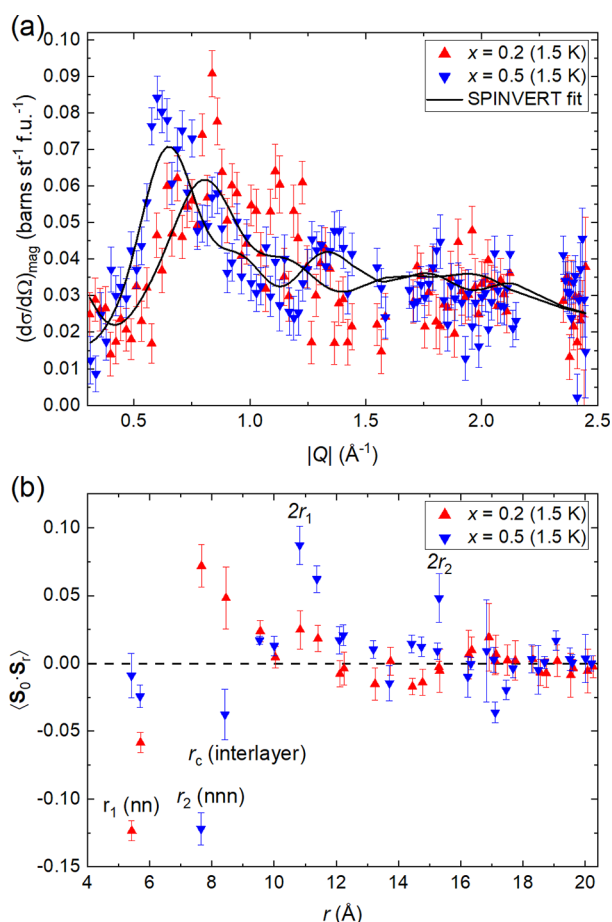 (a)
0.10
0.09
0.08
0.07
0.06
0.05
0.04
0.03
0.02
0.01
0.00
(dσ/dΩ)mag (barns st⁻¹ f.u.⁻¹)
x = 0.2 (1.5 K)
x = 0.5 (1.5 K)
SPINVERT fit
0.5 1.0 1.5 2.0 2.5
|Q| (Å⁻¹)
(b)
0.10
0.05
0.00
-0.05
-0.10
-0.15
⟨S₀·Sᵣ⟩
2r₁
x = 0.2 (1.5 K)
x = 0.5 (1.5 K)
2r₂
r_c (interlayer)
r₁ (nn)
r₂ (nnn)
4 6 8 10 12 14 16 18 20
r (Å)